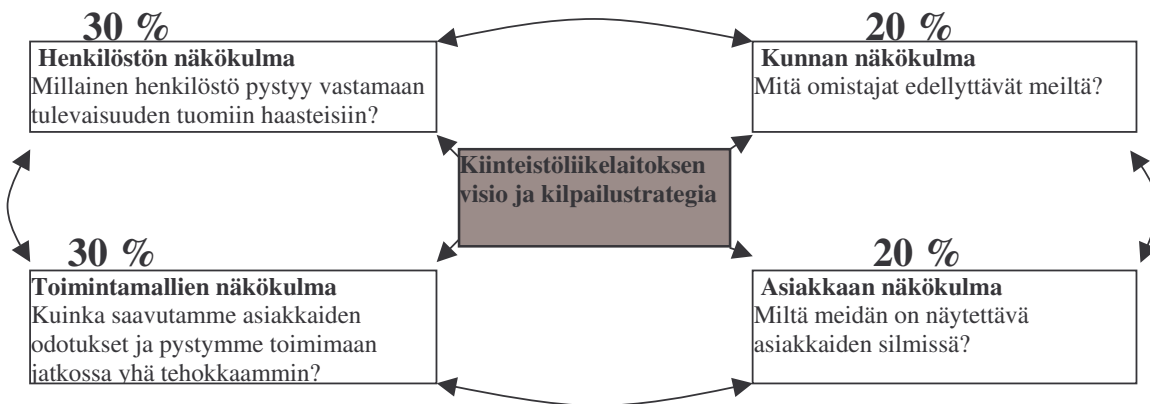 30 %
Henkilöstön näkökulma
Millainen henkilöstö pystyy vastamaan
tulevaisuuden tuomiin haasteisiin?
20 %
Kunnan näkökulma
Mitä omistajat edellyttävät meiltä?
Kiinteistöliikelaitoksen
visio ja kilpailustrategia
30 %
Toimintamallien näkökulma
Kuinka saavutamme asiakkaiden
odotukset ja pystymme toimimaan
jatkossa yhä tehokkaammin?
20 %
Asiakkaan näkökulma
Miltä meidän on näytettävä
asiakkaiden silmissä?